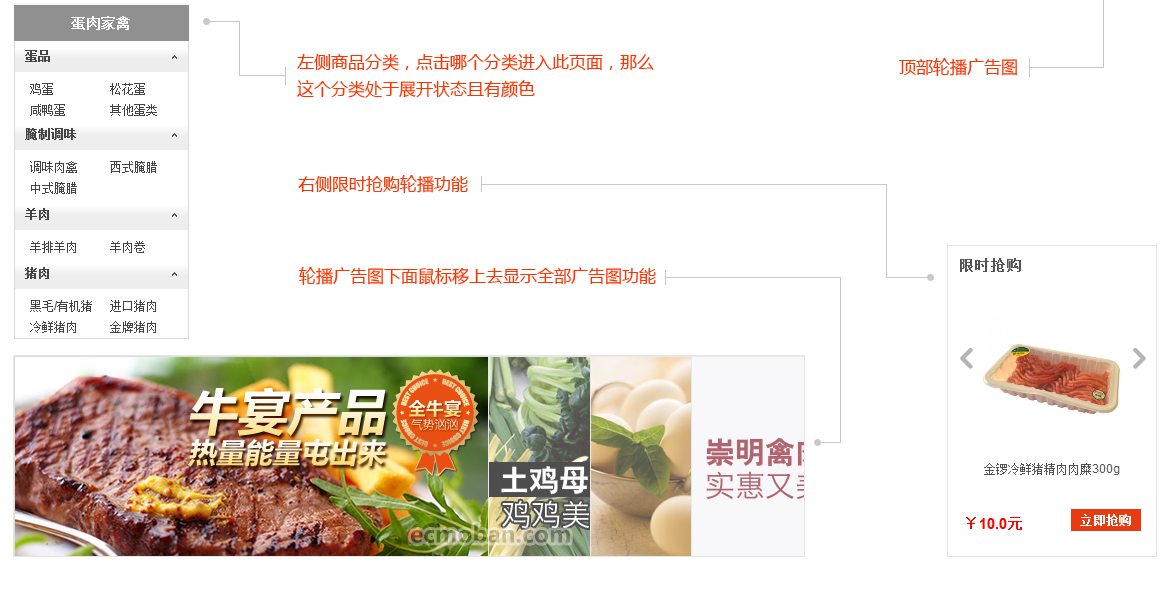 蛋肉家禽
蛋品
鸡蛋 松花蛋
咸鸭蛋 其他蛋类
腌制调味
调味肉禽 西式腌腊
中式腌腊
羊肉
羊排羊肉 羊肉卷
猪肉
黑毛/有机猪 进口猪肉
冷鲜猪肉 金牌猪肉
左侧商品分类，点击哪个分类进入此页面，那么
这个分类处于展开状态且有颜色
顶部轮播广告图
右侧限时抢购轮播功能
轮播广告图下面鼠标移上去显示全部广告图功能
限时抢购
金锣冷鲜猪精肉肉糜300g
￥10.0元
立即抢购
牛宴产品
热量能量屯出来
BEST CHOICE
全牛宴
气势汹汹
BEST CHOICE
土鸡母
鸡鸡美
崇明禽肉
实惠又美
ecmoban.com